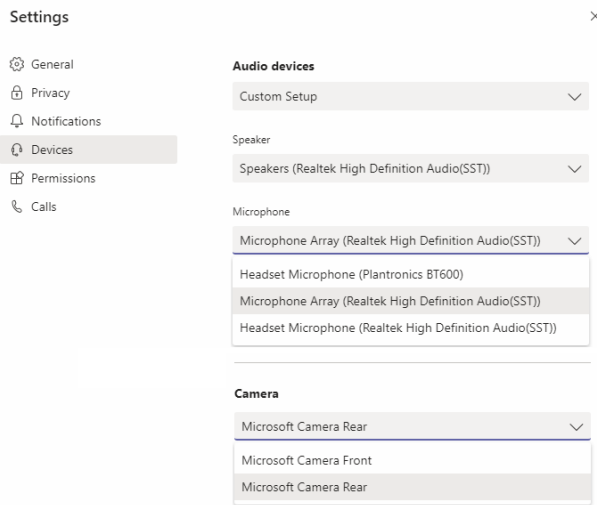 Settings
General
Privacy
Notifications
Devices
Permissions
Calls
Audio devices
Custom Setup
Speaker
Speakers (Realtek High Definition Audio(SST))
Microphone
Microphone Array (Realtek High Definition Audio(SST))
Headset Microphone (Plantronics BT600)
Microphone Array (Realtek High Definition Audio(SST))
Headset Microphone (Realtek High Definition Audio(SST))
Camera
Microsoft Camera Rear
Microsoft Camera Front
Microsoft Camera Rear